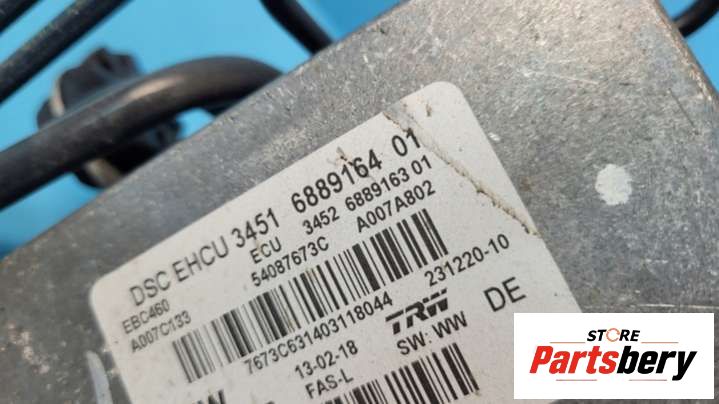 DSC EHCU 3451 6889164 01
ECU 3452 6889163 01
EBC460 54087673C A007A802
A007C133
7673C631403118044 231220-10
TRW DE
13-02-18 SW: WW
FAS-L
STORE
Partsbery